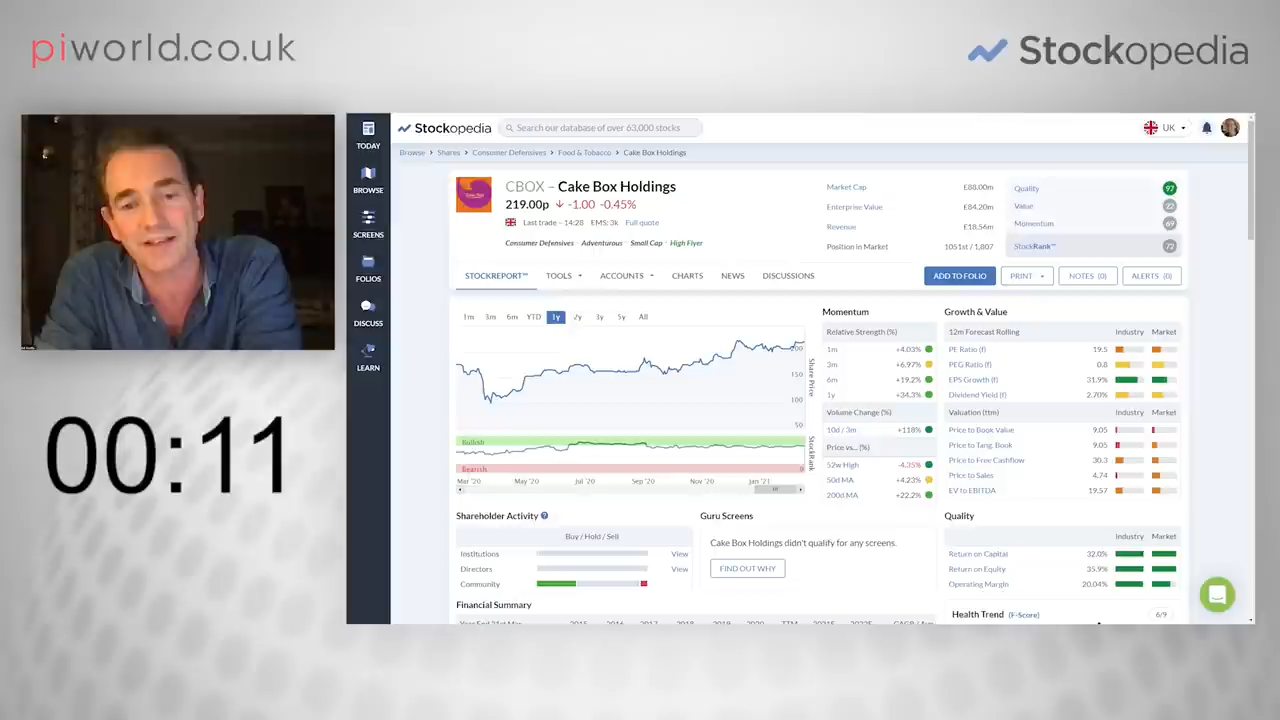 piworld.co.uk
Stockopedia
00:11
TODAY
BROWSE
SCREENS
FOLIOS
DISCUSS
LEARN
Stockopedia
Search our database of over 63,000 stocks
UK
Browse > Shares > Consumer Defensives > Food & Tobacco > Cake Box Holdings
CBOX – Cake Box Holdings
219.00p ↓ -1.00 -0.45%
Last trade - 14:28 EMS: 3k Full quote
Consumer Defensives Adventurous Small Cap High Flyer
Market Cap £88.00m
Enterprise Value £84.20m
Revenue £18.56m
Position in Market 1051st / 1,807
Quality 97
Value 22
Momentum 69
StockRank™ 72
STOCKREPORT™ TOOLS ACCOUNTS CHARTS NEWS DISCUSSIONS
ADD TO FOLIO PRINT NOTES (0) ALERTS (0)
1m 3m 6m YTD 1y 2y 3y 5y All
200
150
100
50
Share Price
Bullish
Bearish
0
StockRank
Mar '20 May '20 Jul '20 Sep '20 Nov '20 Jan '21
Momentum
Relative Strength (%)
1m +4.03%
3m +6.97%
6m +19.2%
1y +34.3%
Volume Change (%)
10d / 3m +118%
Price vs... (%)
52w High -4.35%
50d MA +4.23%
200d MA +22.2%
Growth & Value
12m Forecast Rolling Industry Market
PE Ratio (f) 19.5
PEG Ratio (f) 0.8
EPS Growth (f) 31.9%
Dividend Yield (f) 2.70%
Valuation (ttm) Industry Market
Price to Book Value 9.05
Price to Tang. Book 9.05
Price to Free Cashflow 30.3
Price to Sales 4.74
EV to EBITDA 19.57
Shareholder Activity
Buy / Hold / Sell
Institutions View
Directors View
Community
Guru Screens
Cake Box Holdings didn't qualify for any screens.
FIND OUT WHY
Quality
Industry Market
Return on Capital 32.0%
Return on Equity 35.9%
Operating Margin 20.04%
Financial Summary
Health Trend (F-Score) 6/9